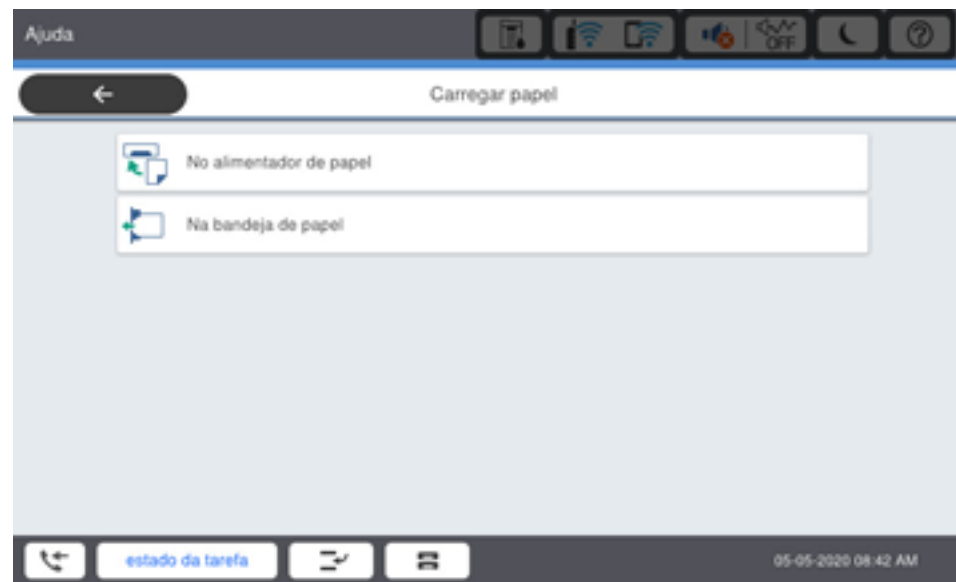 Ajuda
OFF
Carregar papel
No alimentador de papel
Na bandeja de papel
estado da tarefa
05-05-2020 08:42 AM